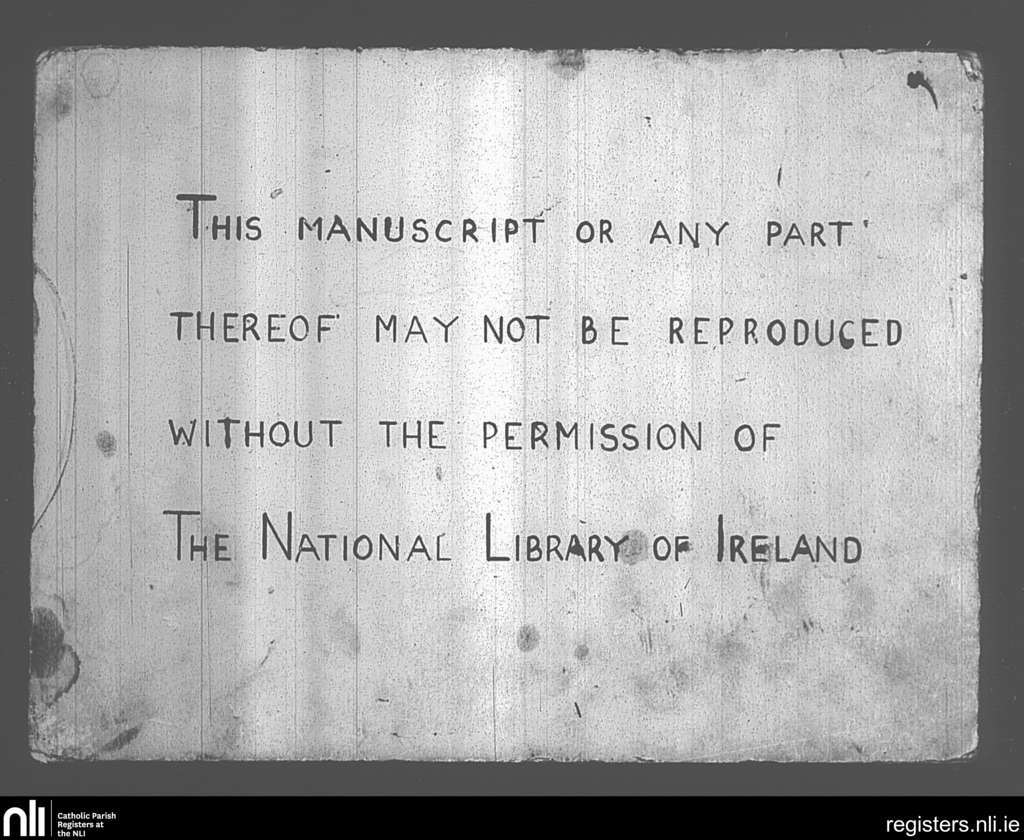 THIS MANUSCRIPT OR ANY PART
THEREOF MAY NOT BE REPRODUCED
WITHOUT THE PERMISSION OF
THE NATIONAL LIBRARY OF IRELAND
nli
Catholic Parish
Registers at
the NLI
registers.nli.ie